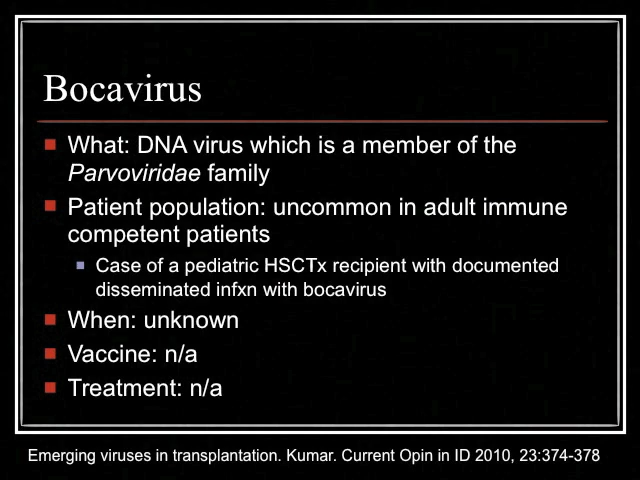 Bocavirus
What: DNA virus which is a member of the
Parvoviridae family
Patient population: uncommon in adult immune
competent patients
Case of a pediatric HSCTx recipient with documented
disseminated infxn with bocavirus
When: unknown
Vaccine: n/a
Treatment: n/a
Emerging viruses in transplantation. Kumar. Current Opin in ID 2010, 23:374-378